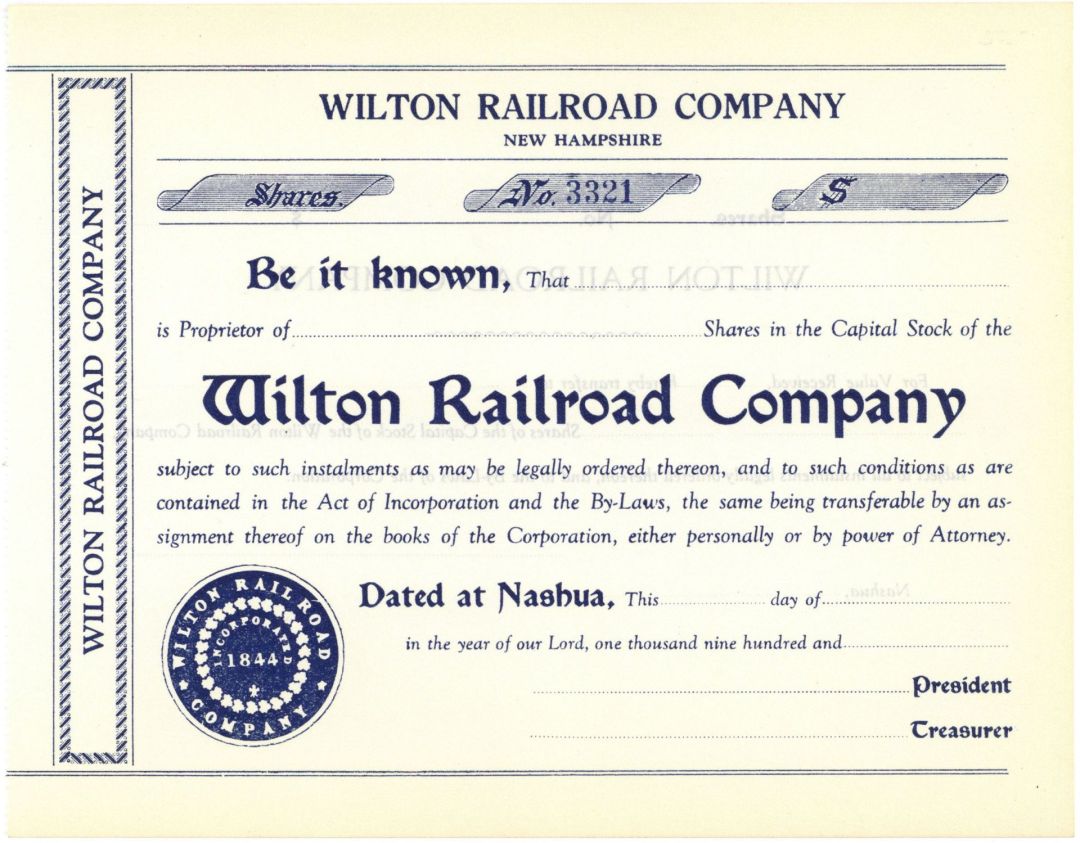 WILTON RAILROAD COMPANY
WILTON RAILROAD COMPANY
NEW HAMPSHIRE
Shares. No. 3321 $
Be it known, That
is Proprietor of Shares in the Capital Stock of the
Wilton Railroad Company
subject to such instalments as may be legally ordered thereon, and to such conditions as are
contained in the Act of Incorporation and the By-Laws, the same being transferable by an as-
signment thereof on the books of the Corporation, either personally or by power of Attorney.
WILTON RAILROAD
INCORPORATED
1844
COMPANY
Dated at Nashua, This day of
in the year of our Lord, one thousand nine hundred and
President
Treasurer